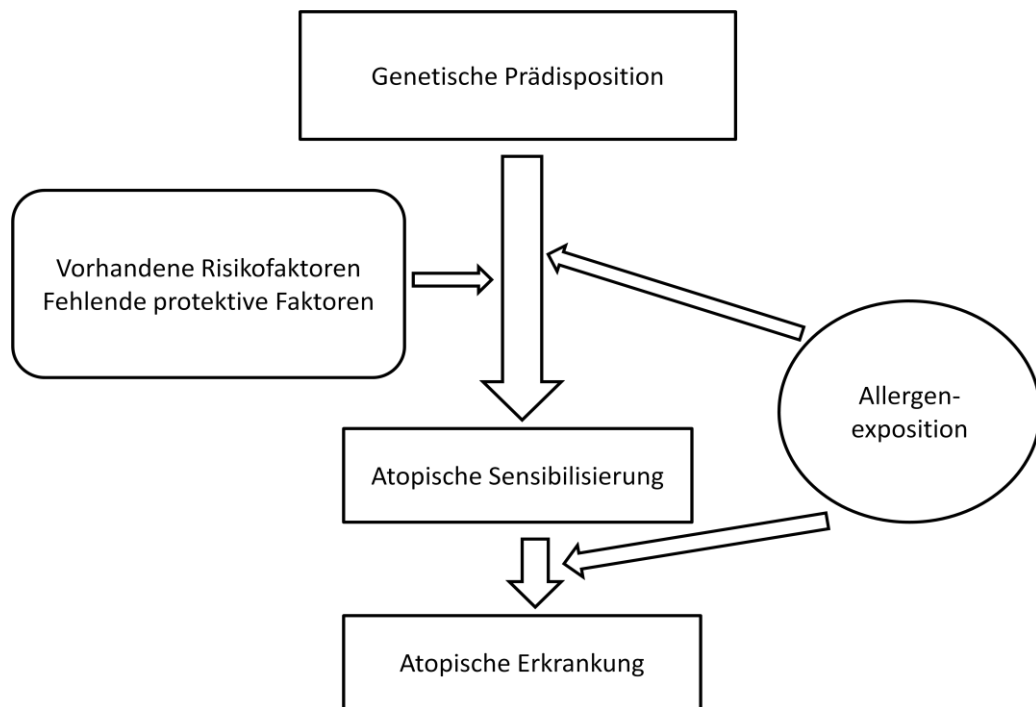 Genetische Prädisposition
Vorhandene Risikofaktoren
Fehlende protektive Faktoren
Allergen-
exposition
Atopische Sensibilisierung
Atopische Erkrankung